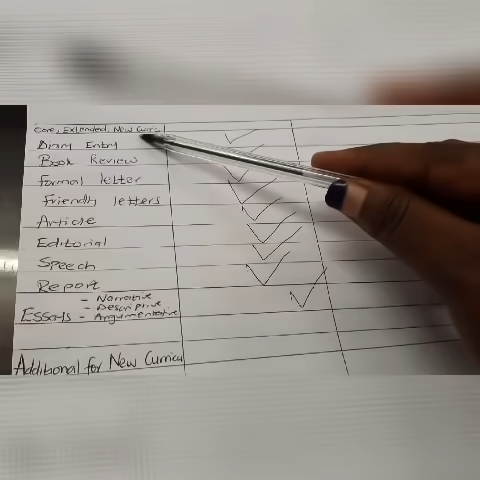 Core, Extended, New Curric
Diary Entry
Book Review
Formal letter
Friendly letters
Article
Editorial
Speech
Report
- Narrative
- Descriptive
Essays - Argumentative
Additional for New Curricu